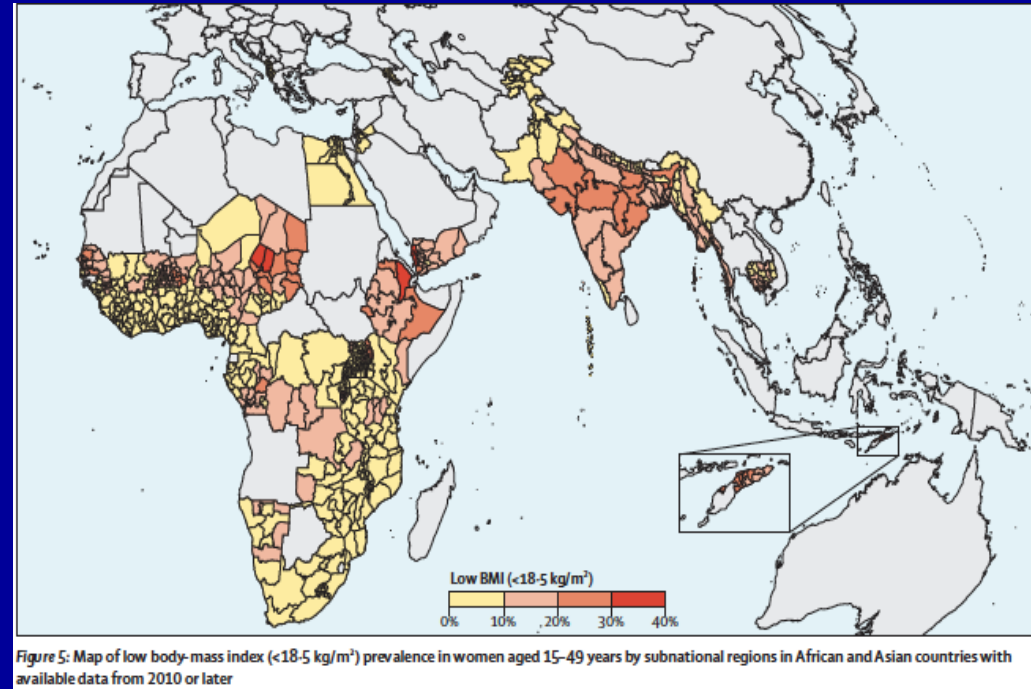 Low BMI (<18·5 kg/m²)
0% 10% 20% 30% 40%
Figure 5: Map of low body-mass index (<18·5 kg/m²) prevalence in women aged 15–49 years by subnational regions in African and Asian countries with
available data from 2010 or later